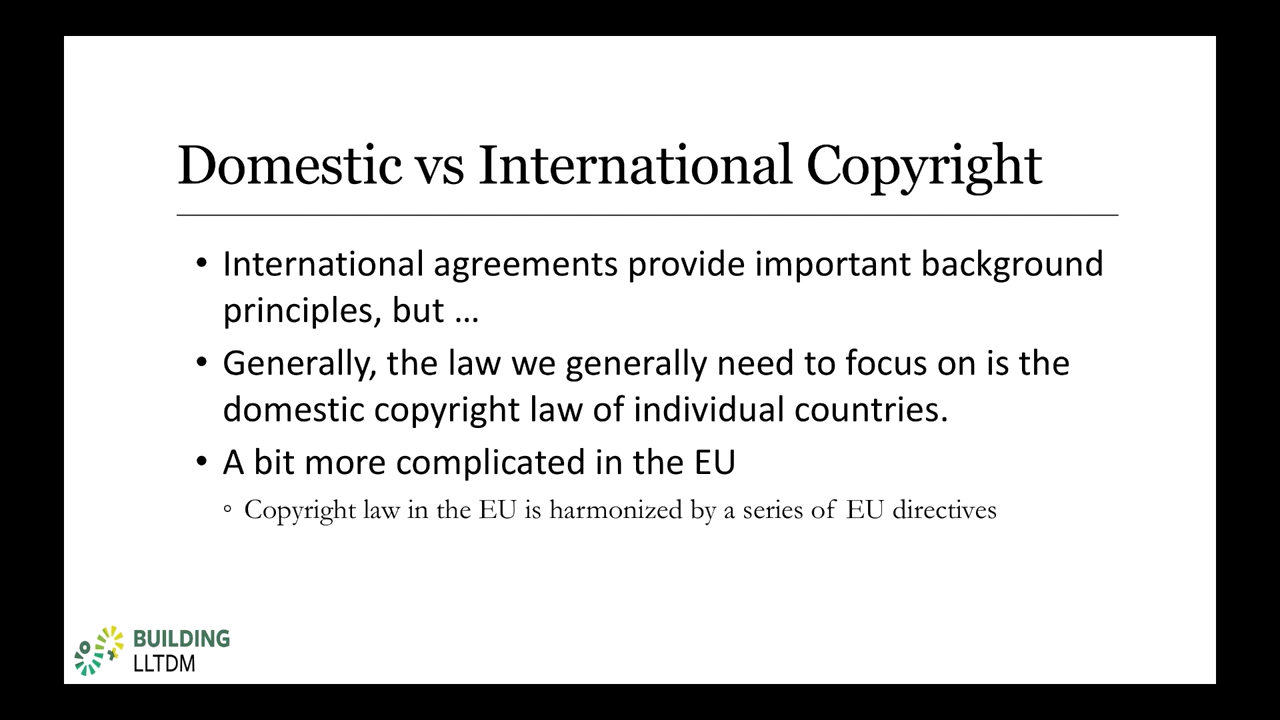 Domestic vs International Copyright
• International agreements provide important background
principles, but ...
• Generally, the law we generally need to focus on is the
domestic copyright law of individual countries.
• A bit more complicated in the EU
◦ Copyright law in the EU is harmonized by a series of EU directives
BUILDING
LLTDM